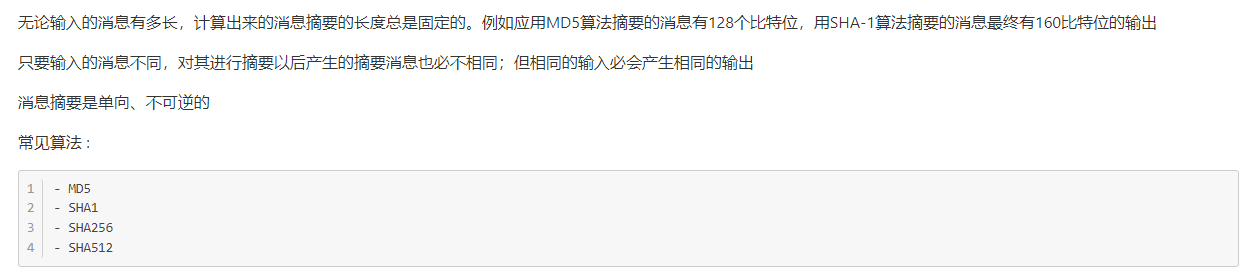 无论输入的消息有多长，计算出来的消息摘要的长度总是固定的。例如应用MD5算法摘要的消息有128个比特位，用SHA-1算法摘要的消息最终有160比特位的输出
只要输入的消息不同，对其进行摘要以后产生的摘要消息也必不相同；但相同的输入必会产生相同的输出
消息摘要是单向、不可逆的
常见算法：
1 - MD5
2 - SHA1
3 - SHA256
4 - SHA512